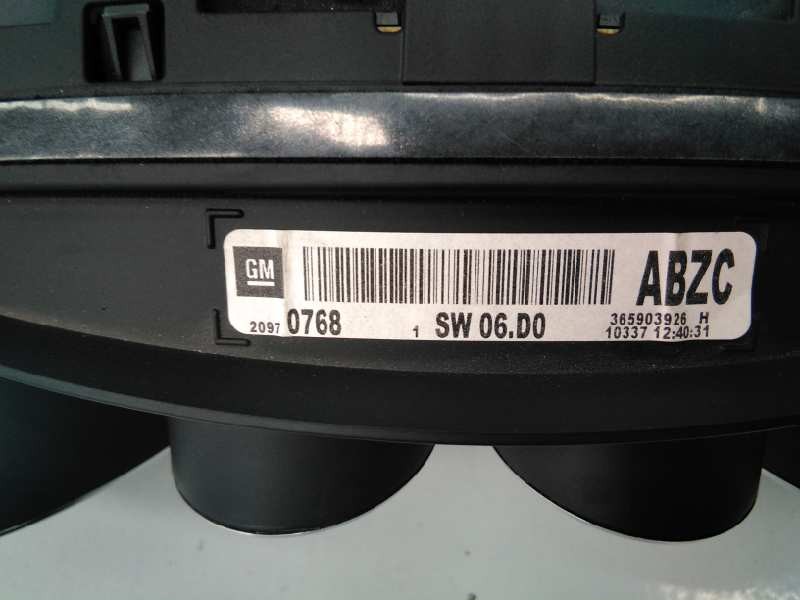 GM
ABZC
2097 0768 1 SW 06.D0
365903926 H
10337 12:40:31